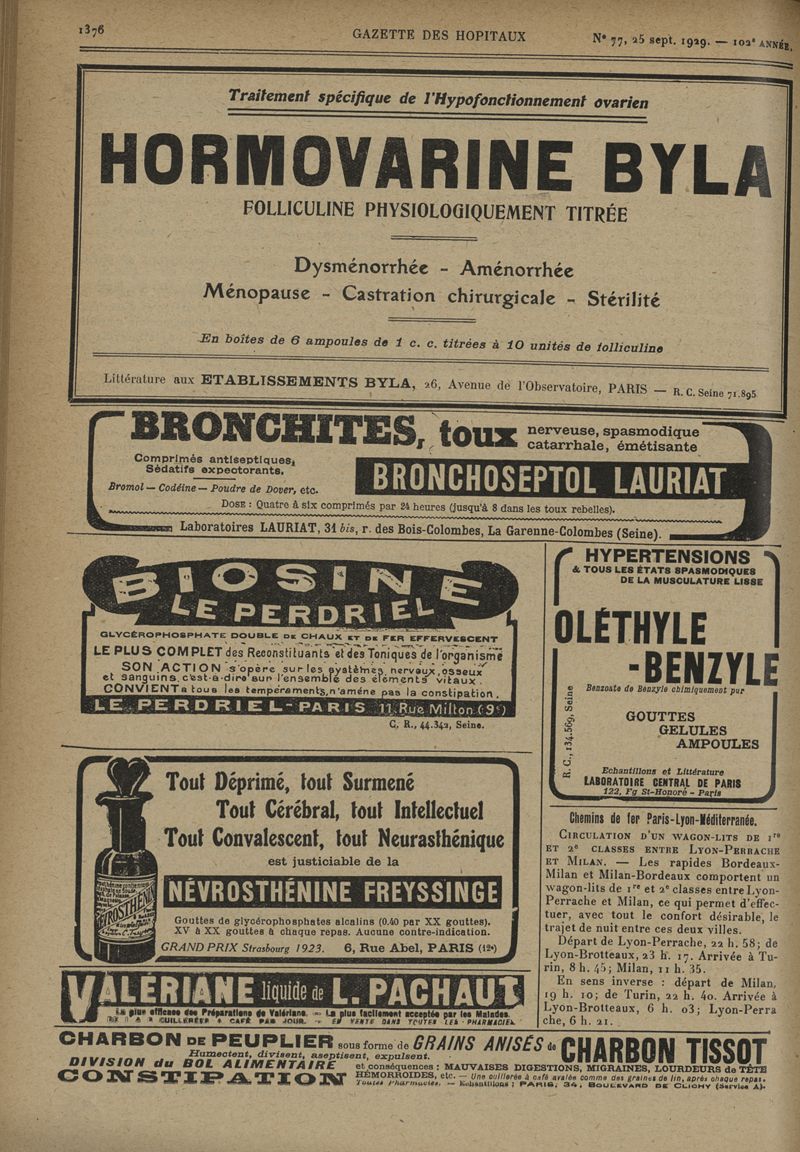 1376
GAZETTE DES HOPITAUX
N° 77, 25 sept. 1929. — 102e ANNÉE.
Traitement spécifique de l'Hypofonctionnement ovarien
HORMOVARINE BYLA
FOLLICULINE PHYSIOLOGIQUEMENT TITRÉE
Dysménorrhée - Aménorrhée
Ménopause - Castration chirurgicale - Stérilité
En boîtes de 6 ampoules de 1 c. c. titrées à 10 unités de folliculine
Littérature aux ETABLISSEMENTS BYLA, 26, Avenue de l'Observatoire, PARIS — R. C. Seine 71.895
BRONCHITES, toux nerveuse, spasmodique
catarrhale, émétisante
Comprimés antiseptiques,
Sédatifs expectorants.
BRONCHOSEPTOL LAURIAT
Bromol — Codéine — Poudre de Dover, etc.
DOSE : Quatre à six comprimés par 24 heures (Jusqu'à 8 dans les toux rebelles).
Laboratoires LAURIAT, 31 bis, r. des Bois-Colombes, La Garenne-Colombes (Seine).
BIOSINE
LE PERDRIEL
GLYCÉROPHOSPHATE DOUBLE DE CHAUX ET DE FER EFFERVESCENT
LE PLUS COMPLET des Reconstituants et des Toniques de l'organisme
SON ACTION s'opère sur les systèmes nerveux, osseux
et sanguins, c'est-à-dire sur l'ensemble des éléments vitaux.
CONVIENT à tous les tempéraments, n'amène pas la constipation.
LE PERDRIEL - PARIS 11, Rue Milton (9e)
C. R., 44.342, Seine.
HYPERTENSIONS
& TOUS LES ÉTATS SPASMODIQUES
DE LA MUSCULATURE LISSE
OLÉTHYLE
-BENZYLE
Benzoate de Benzyle chimiquement pur
GOUTTES
GELULES
AMPOULES
R. C., 134.569, Seine
Echantillons et Littérature
LABORATOIRE CENTRAL DE PARIS
122, Fg St-Honoré - Paris
Tout Déprimé, tout Surmené
Tout Cérébral, tout Intellectuel
Tout Convalescent, tout Neurasthénique
est justiciable de la
NÉVROSTHÉNINE FREYSSINGE
Gouttes de glycérophosphates alcalins (0.40 par XX gouttes).
XV à XX gouttes à chaque repas. Aucune contre-indication.
GRAND PRIX Strasbourg 1923. 6, Rue Abel, PARIS (12e)
Chemins de fer Paris-Lyon-Méditerranée.
CIRCULATION D'UN WAGON-LITS DE 1re
ET 2e CLASSES ENTRE LYON-PERRACHE
ET MILAN. — Les rapides Bordeaux-
Milan et Milan-Bordeaux comportent un
wagon-lits de 1re et 2e classes entre Lyon-
Perrache et Milan, ce qui permet d'effec-
tuer, avec tout le confort désirable, le
trajet de nuit entre ces deux villes.
Départ de Lyon-Perrache, 22 h. 58; de
Lyon-Brotteaux, 23 h. 17. Arrivée à Tu-
rin, 8 h. 45; Milan, 11 h. 35.
En sens inverse : départ de Milan,
19 h. 10; de Turin, 22 h. 40. Arrivée à
Lyon-Brotteaux, 6 h. 03; Lyon-Perra
che, 6 h. 21.
VALÉRIANE liquide de L. PACHAUT
La plus efficace des Préparations de Valériane. — La plus facilement acceptée par les Malades.
1 A 2 CUILLERÉES A CAFÉ PAR JOUR. — EN VENTE DANS TOUTES LES PHARMACIES.
CHARBON DE PEUPLIER sous forme de GRAINS ANISÉS de CHARBON TISSOT
Humectent, divisent, aseptisent, expulsent.
DIVISION du BOL ALIMENTAIRE
CONSTIPATION
et conséquences : MAUVAISES DIGESTIONS, MIGRAINES, LOURDEURS de TÊTE
HÉMORROIDES, etc. — Une cuillerée à café avalée comme des graines de lin, après chaque repas.
Toutes Pharmacies. — Echantillons : PARIS, 34, BOULEVARD DE CLICHY (Service A).